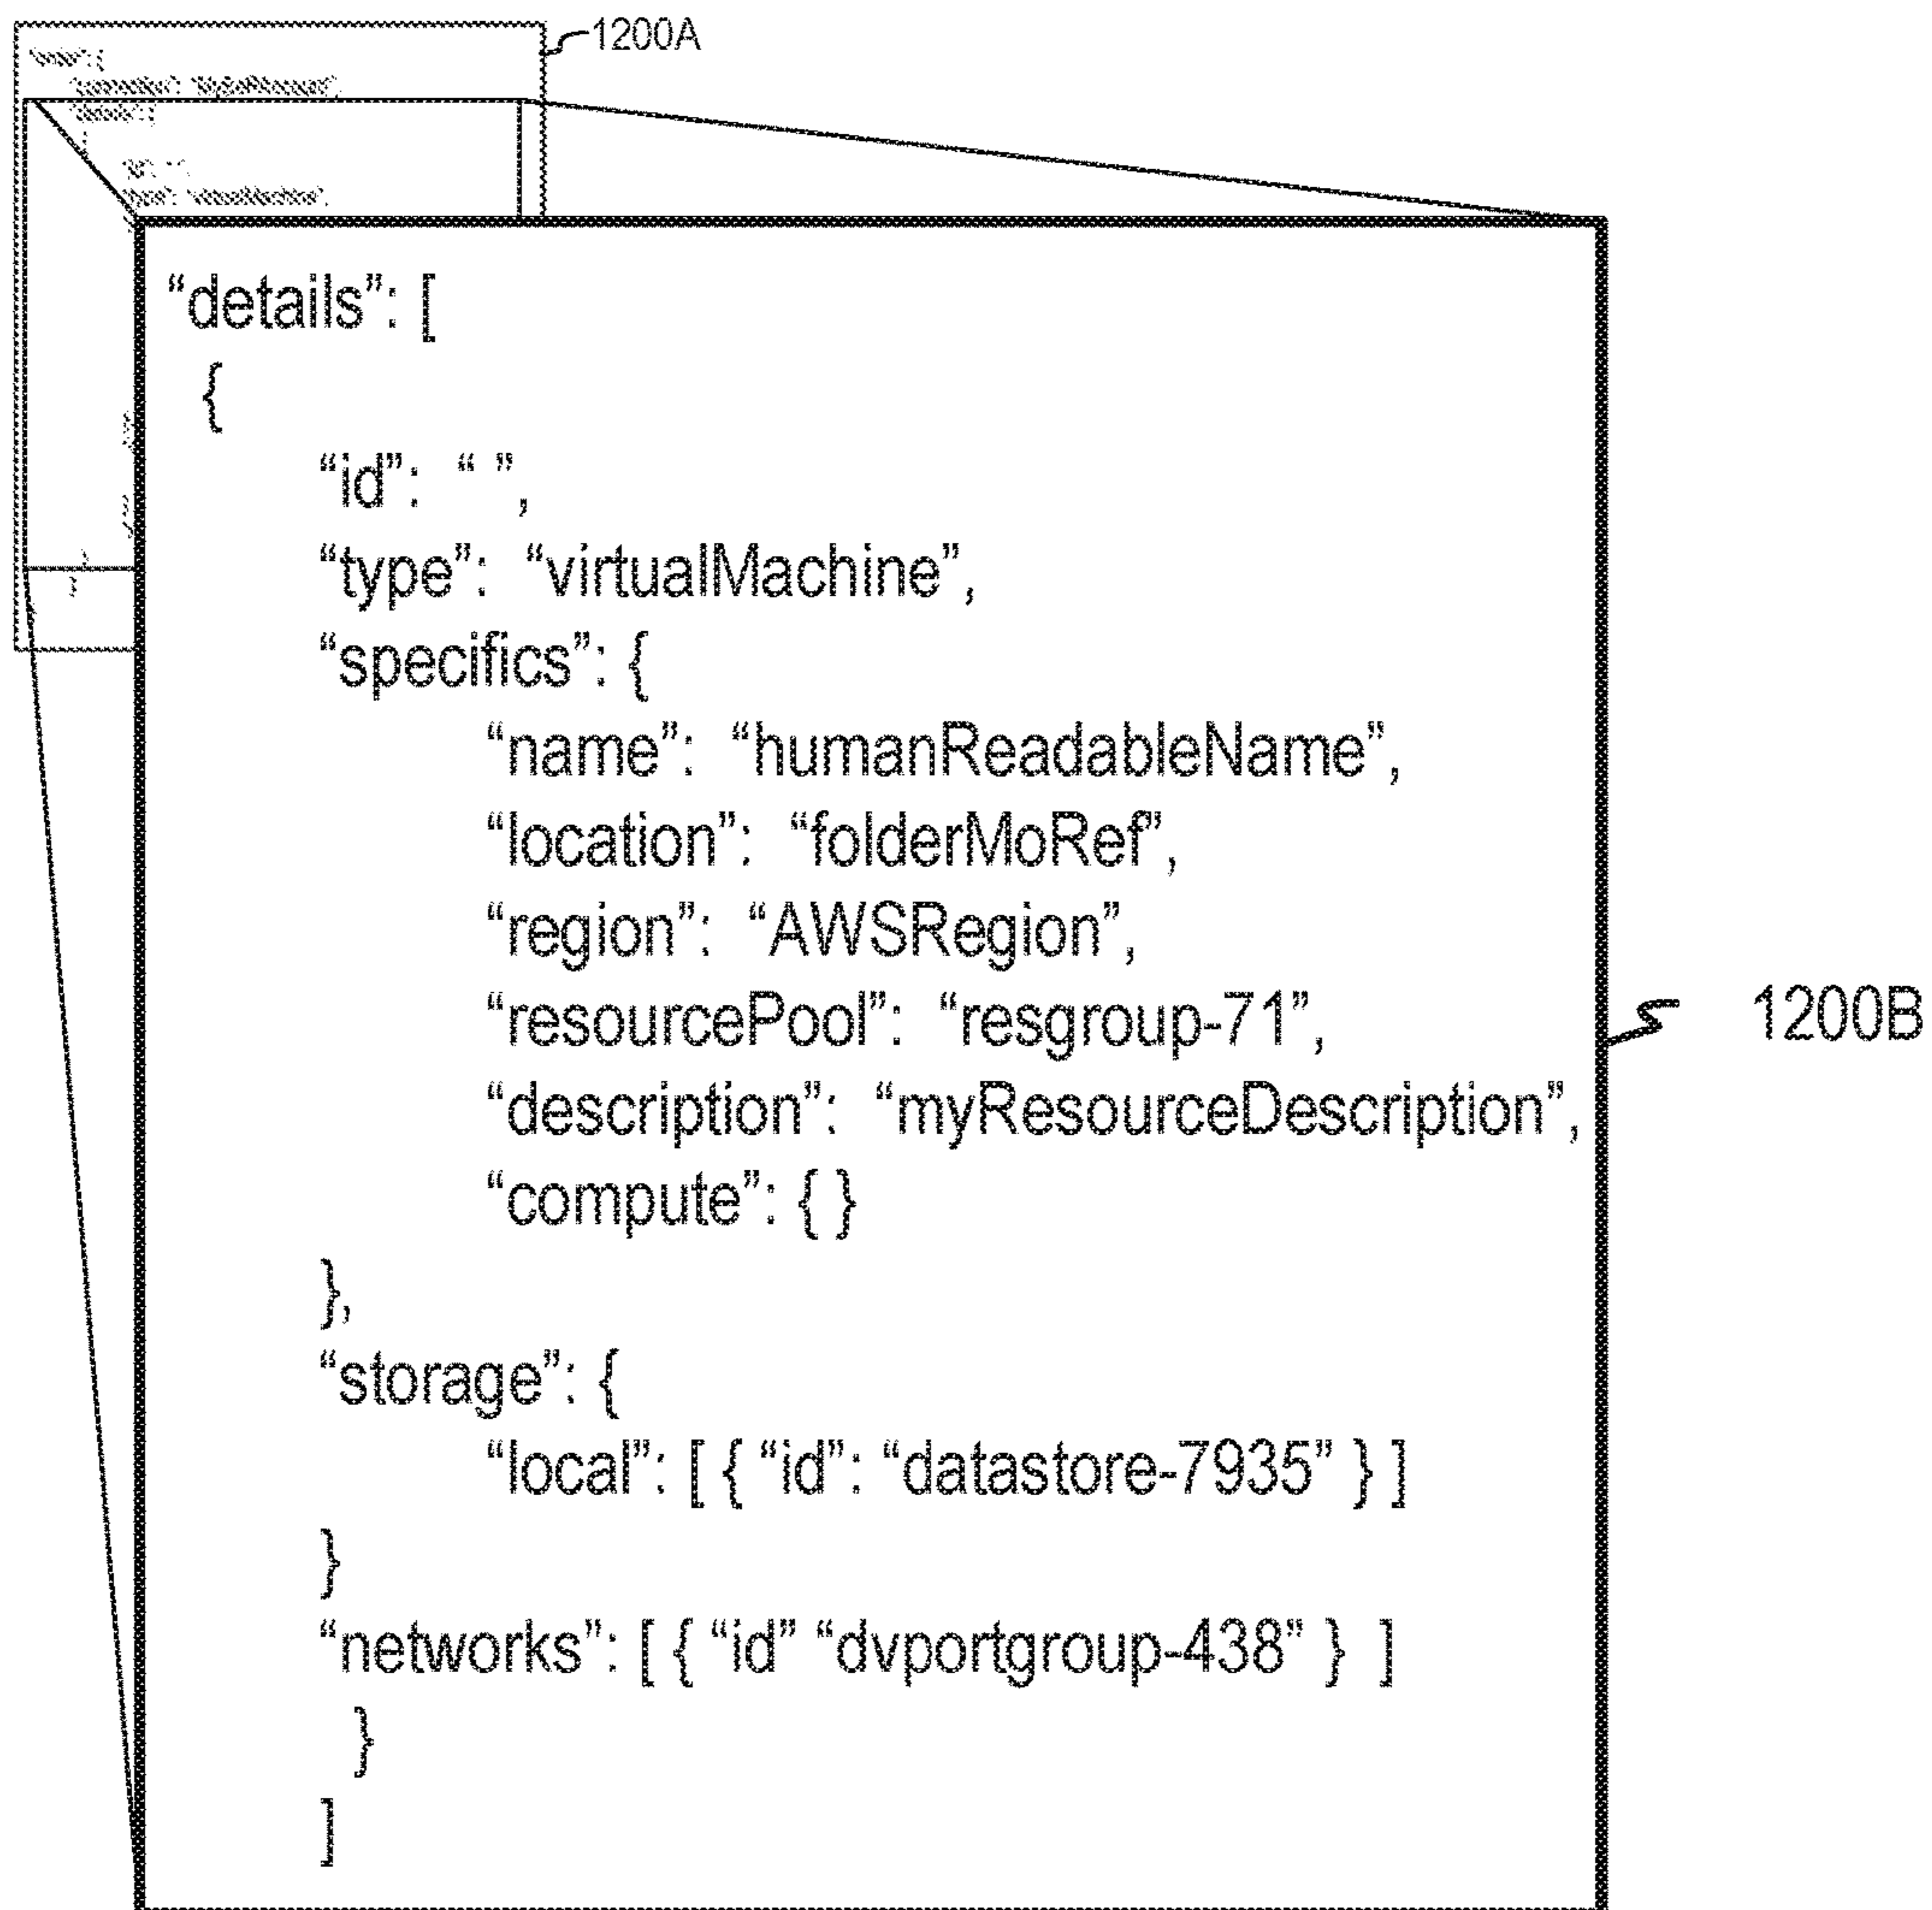 1200A
“details”: [
{
“id”: “ ”,
“type”: “virtualMachine”,
“specifics”: {
“name”: “humanReadableName”,
“location”: “folderMoRef”,
“region”: “AWSRegion”,
“resourcePool”: “resgroup-71”,
“description”: “myResourceDescription”,
“compute”: { }
},
“storage”: {
“local”: [ { “id”: “datastore-7935” } ]
}
“networks”: [ { “id” “dvportgroup-438” } ]
}
]
1200B